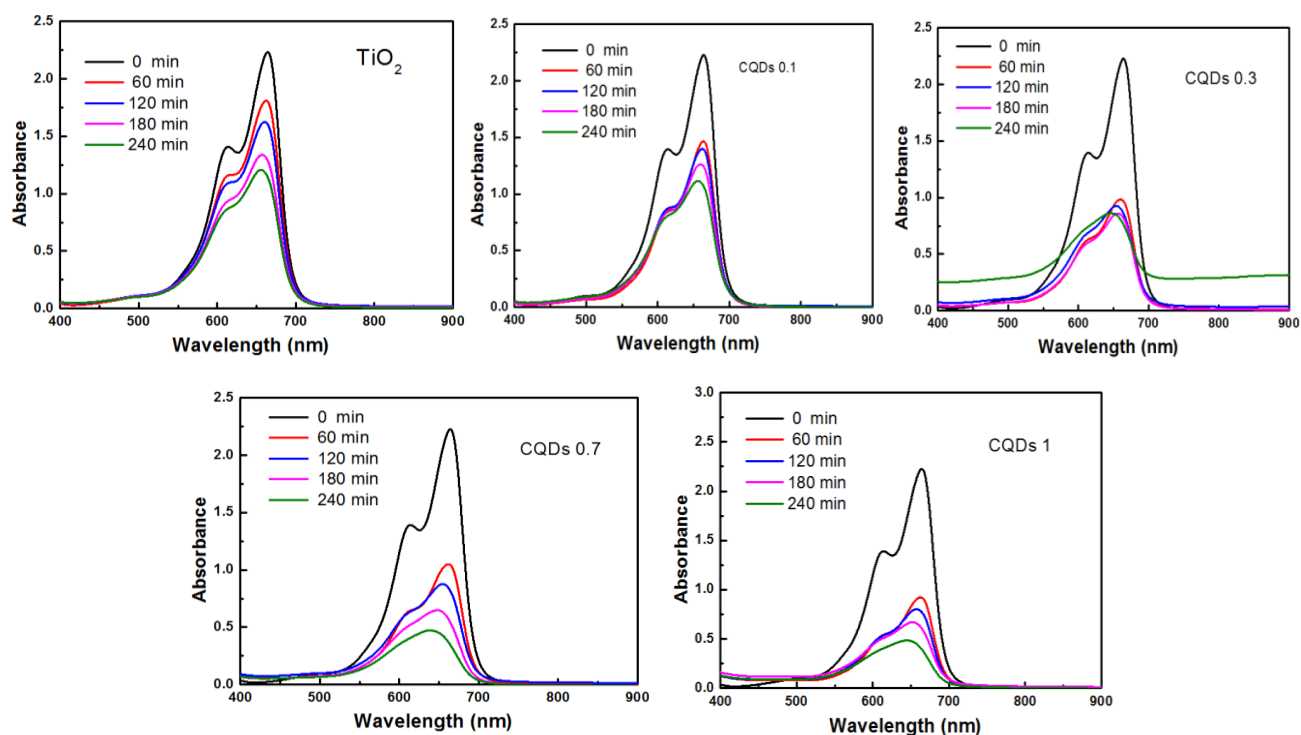 2.5
2.0
1.5
1.0
0.5
0.0
Absorbance
0 min
60 min
120 min
180 min
240 min
TiO2
400 500 600 700 800 900
Wavelength (nm)
2.5
2.0
1.5
1.0
0.5
0.0
Absorbance
0 min
60 min
120 min
180 min
240 min
CQDs 0.1
400 500 600 700 800 900
Wavelength (nm)
2.5
2.0
1.5
1.0
0.5
0.0
Absorbance
0 min
60 min
120 min
180 min
240 min
CQDs 0.3
400 500 600 700 800 900
Wavelength (nm)
2.5
2.0
1.5
1.0
0.5
0.0
Absorbance
0 min
60 min
120 min
180 min
240 min
CQDs 0.7
400 500 600 700 800 900
Wavelength (nm)
3.0
2.5
2.0
1.5
1.0
0.5
0.0
Absorbance
0 min
60 min
120 min
180 min
240 min
CQDs 1
400 500 600 700 800 900
Wavelength (nm)